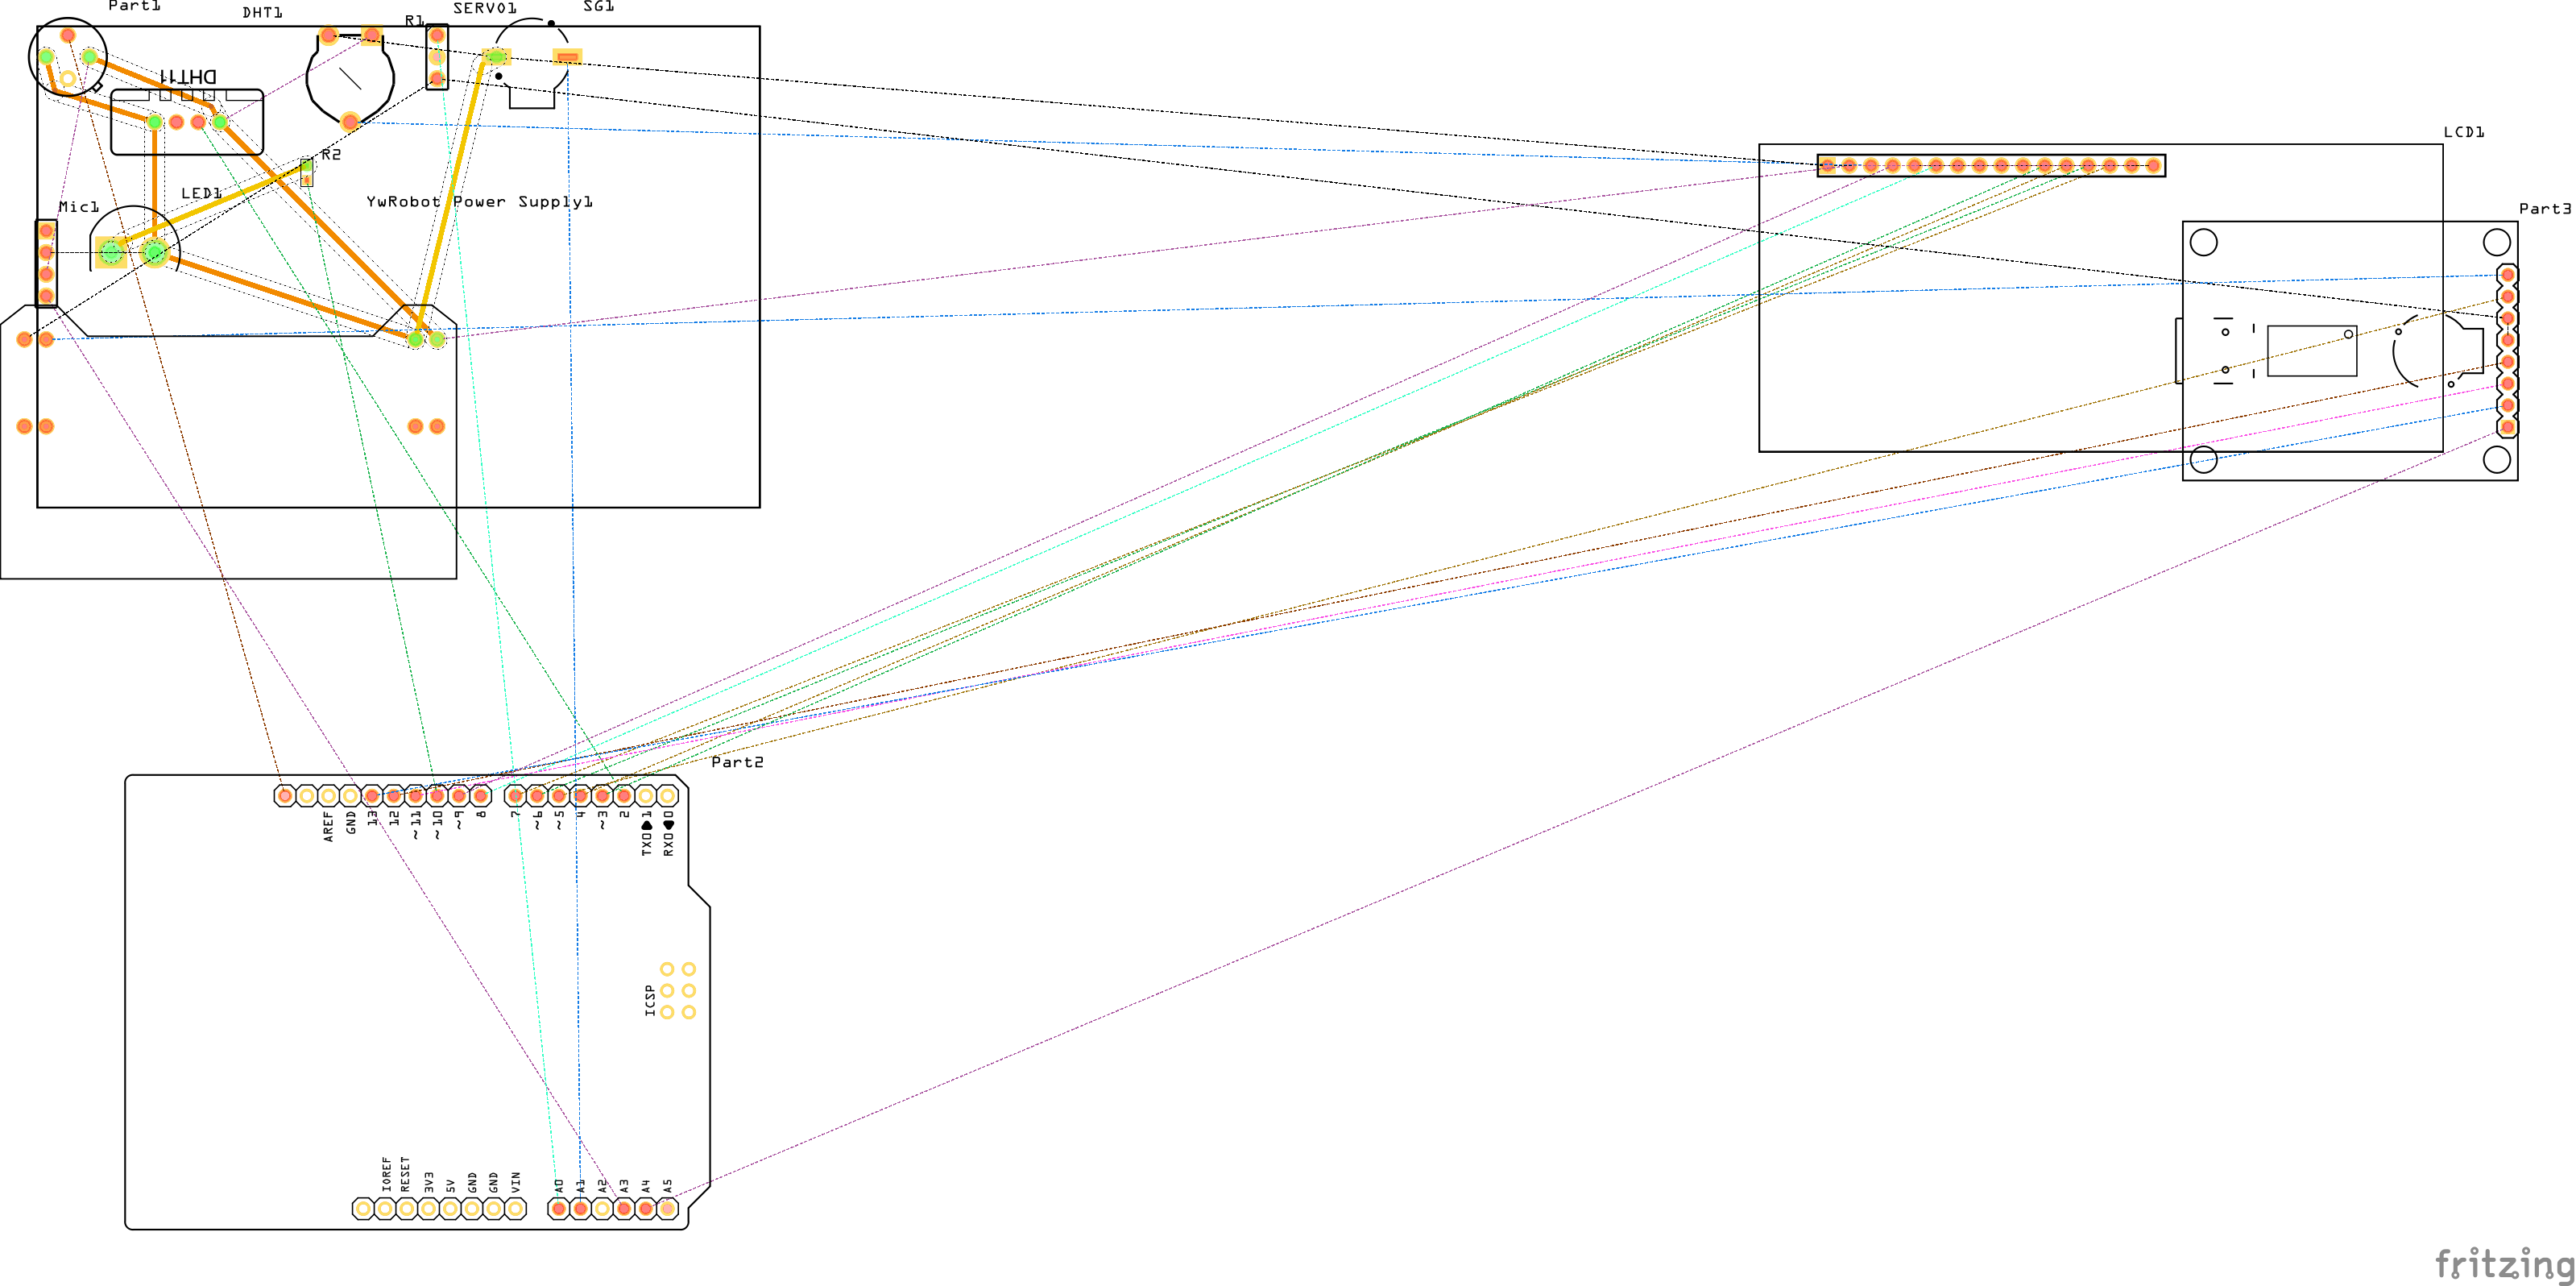 Part1
DHT1
R1
SERVO1
SG1
DHT11
R2
LED1
Mic1
YwRobot Power Supply1
LCD1
Part3
Part2
AREF
GND
13
12
~11
~10
~9
8
7
~6
~5
4
~3
2
TX0 1
RX0 0
ICSP
IOREF
RESET
3V3
5V
GND
GND
VIN
A0
A1
A2
A3
A4
A5
fritzing